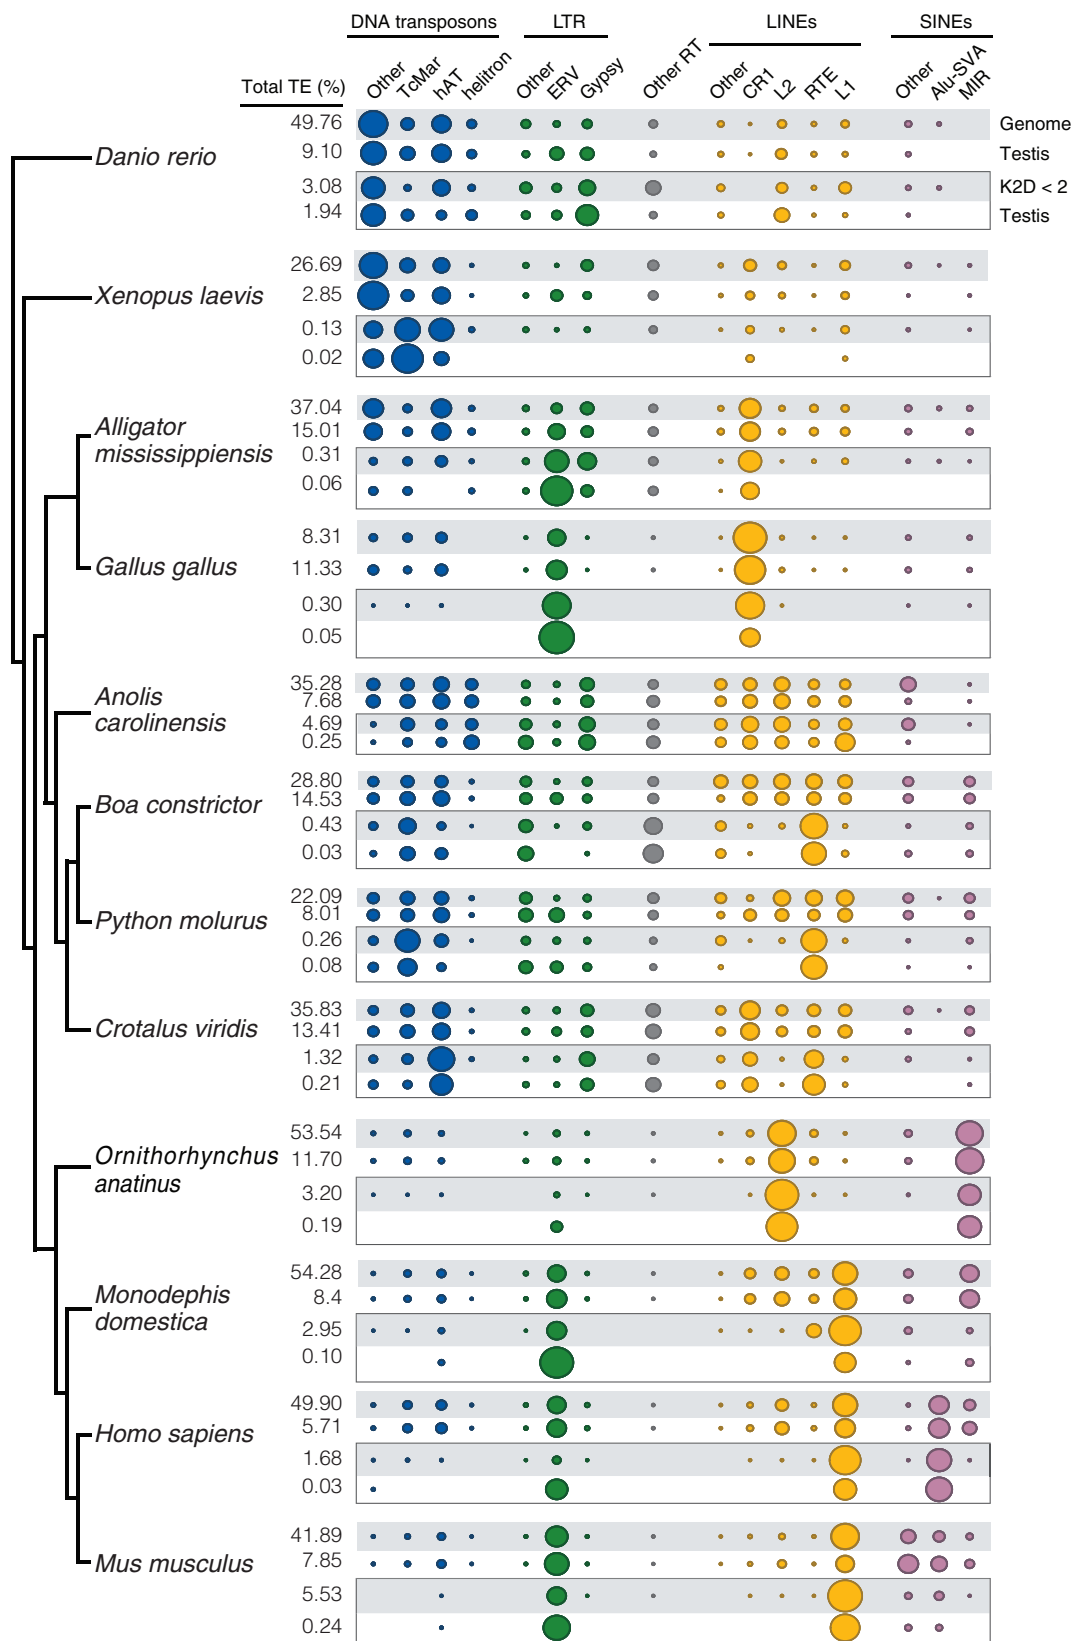 DNA transposons LTR LINEs SINEs
Total TE (%) Other TcMar hAT helitron Other ERV Gypsy Other RT Other CR1 L2 RTE L1 Other Alu-SVA MIR
49.76 Genome
Danio rerio 9.10 Testis
3.08 K2D < 2
1.94 Testis
26.69
Xenopus laevis 2.85
0.13
0.02
37.04
Alligator 15.01
mississippiensis 0.31
0.06
8.31
Gallus gallus 11.33
0.30
0.05
35.28
Anolis 7.68
carolinensis 4.69
0.25
28.80
Boa constrictor 14.53
0.43
0.03
22.09
Python molurus 8.01
0.26
0.08
35.83
Crotalus viridis 13.41
1.32
0.21
53.54
Ornithorhynchus 11.70
anatinus 3.20
0.19
54.28
Monodephis 8.4
domestica 2.95
0.10
49.90
Homo sapiens 5.71
1.68
0.03
41.89
Mus musculus 7.85
5.53
0.24